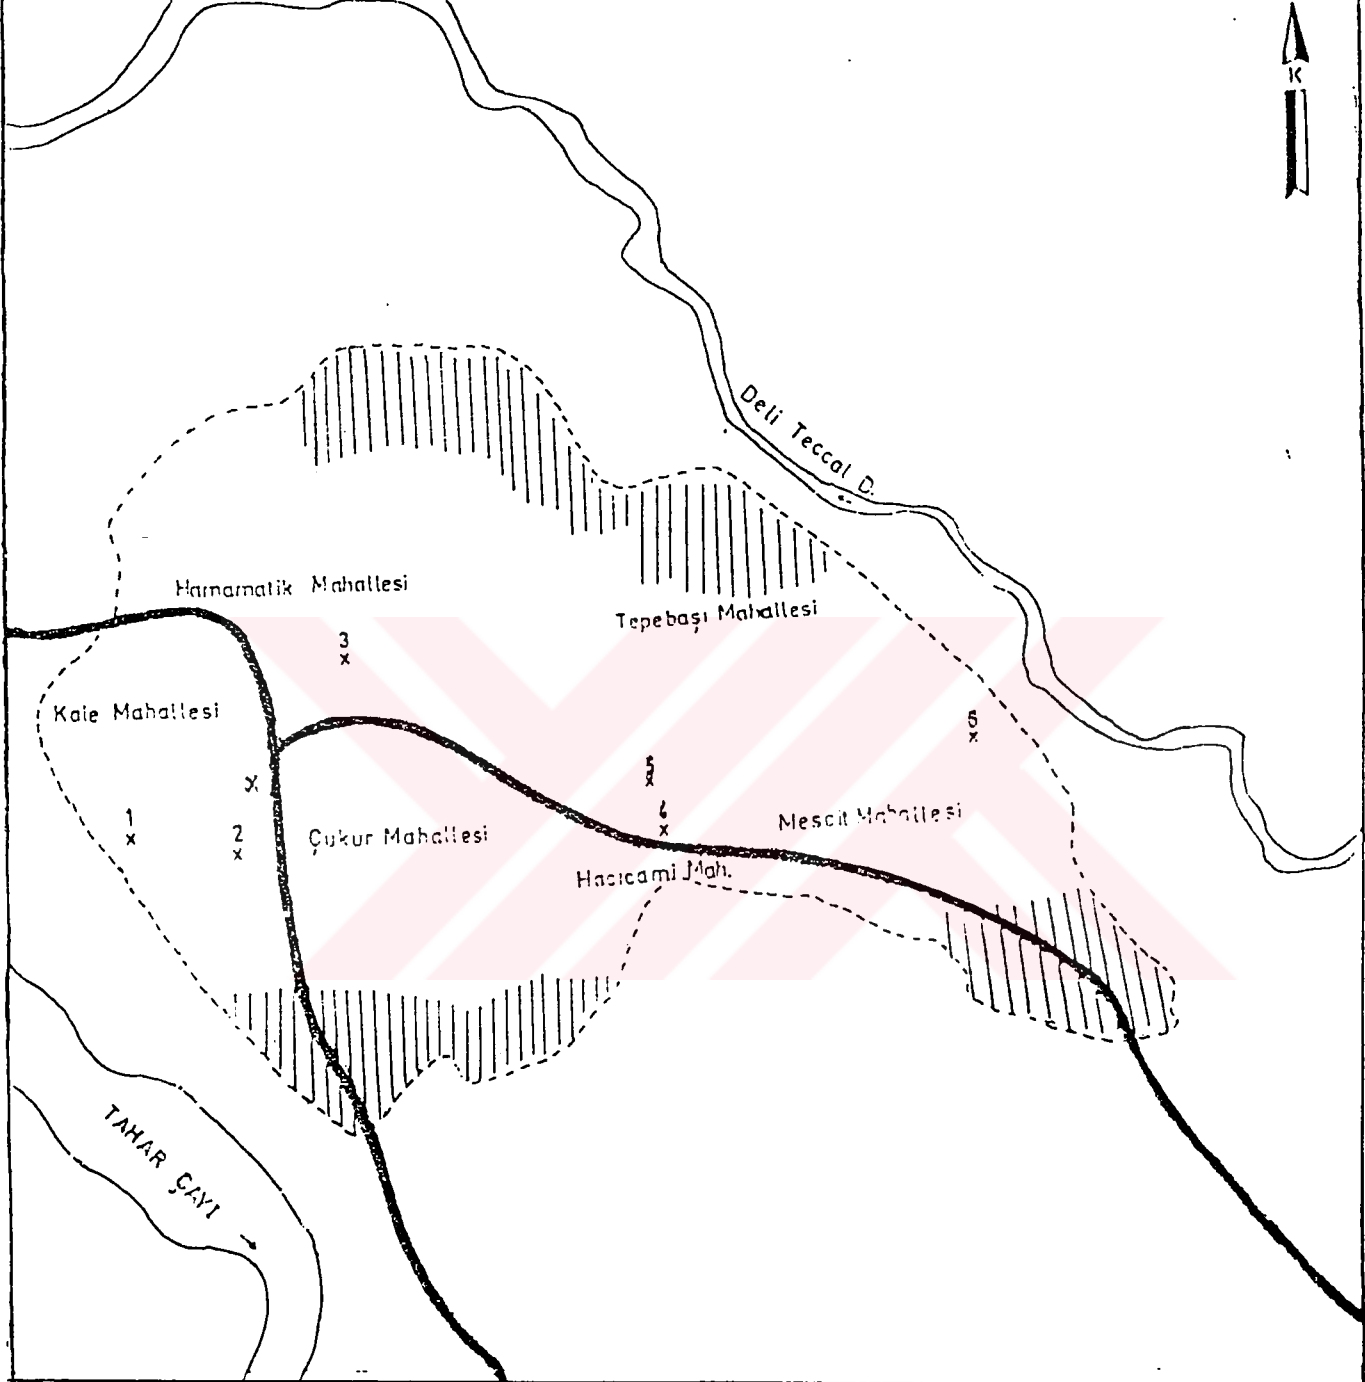 K
Deli Teccal D.
Hamamatik Mahallesi
Tepebaşı Mahallesi
3
x
Kale Mahallesi
5
x
5
x
x
1
x
2
x
6
x
Mescit Mahallesi
Çukur Mahallesi
Hacıcami Mah.
TAHAR ÇAYI